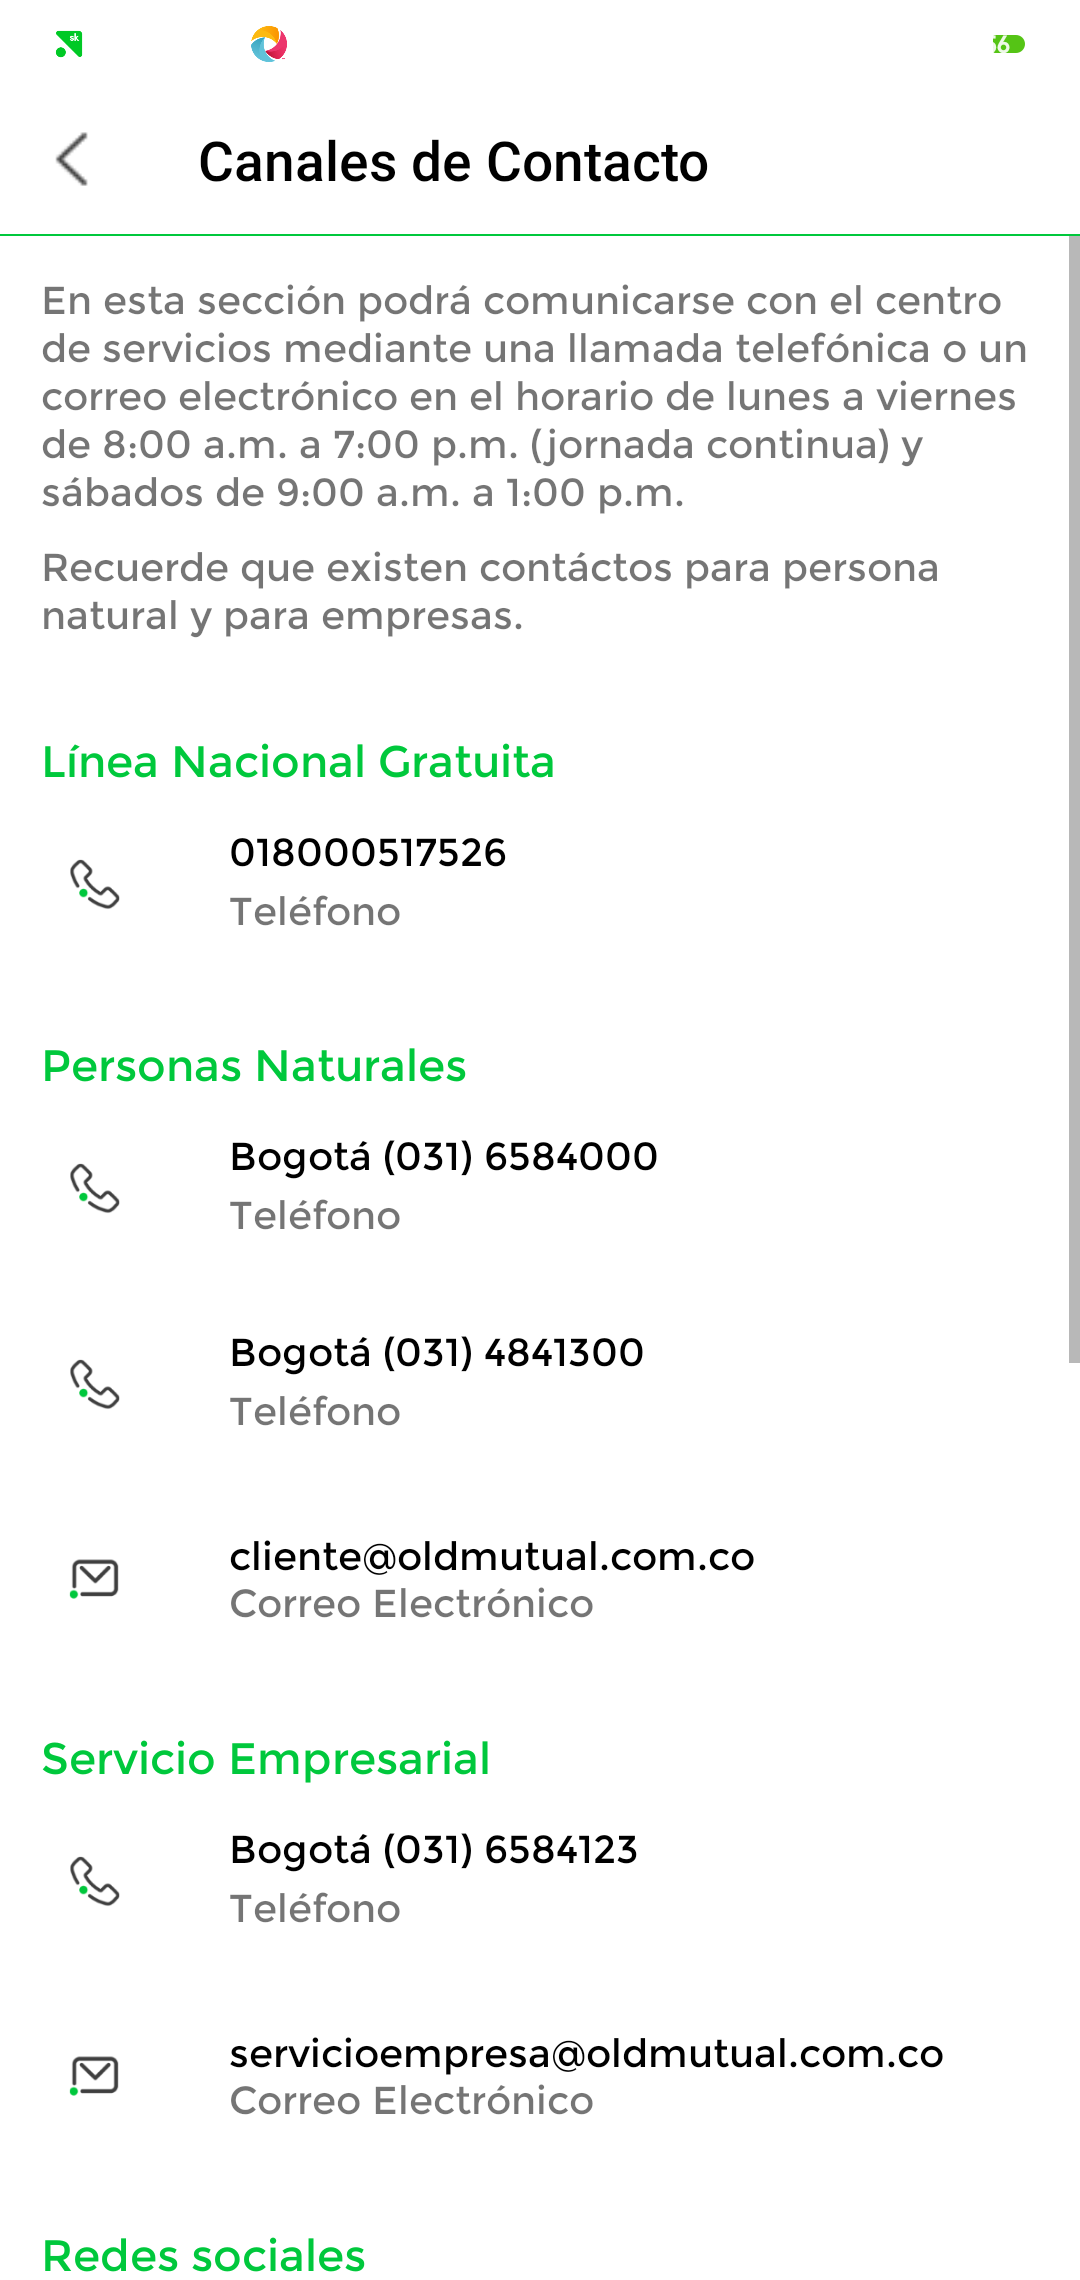 sk
Canales de Contacto
En esta sección podrá comunicarse con el centro
de servicios mediante una llamada telefónica o un
correo electrónico en el horario de lunes a viernes
de 8:00 a.m. a 7:00 p.m. (jornada continua) y
sábados de 9:00 a.m. a 1:00 p.m.
Recuerde que existen contáctos para persona
natural y para empresas.
Línea Nacional Gratuita
018000517526
Teléfono
Personas Naturales
Bogotá (031) 6584000
Teléfono
Bogotá (031) 4841300
Teléfono
cliente@oldmutual.com.co
Correo Electrónico
Servicio Empresarial
Bogotá (031) 6584123
Teléfono
servicioempresa@oldmutual.com.co
Correo Electrónico
Redes sociales